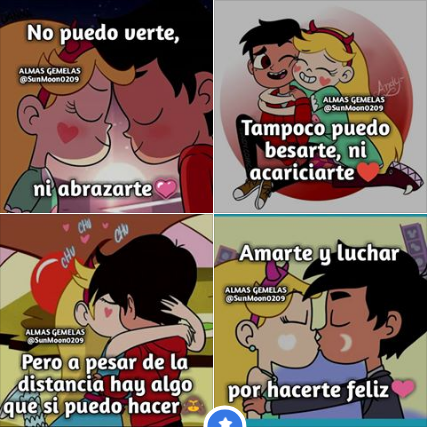 No puedo verte,
ALMAS GEMELAS
@SunMoon0209
ni abrazarte
ALMAS GEMELAS
@SunMoon0209
Tampoco puedo
besarte, ni
acariciarte
CHU
CHU
CHU
ALMAS GEMELAS
@SunMoon0209
Pero a pesar de la
distancia hay algo
que si puedo hacer
Amarte y luchar
ALMAS GEMELAS
@SunMoon0209
por hacerte feliz